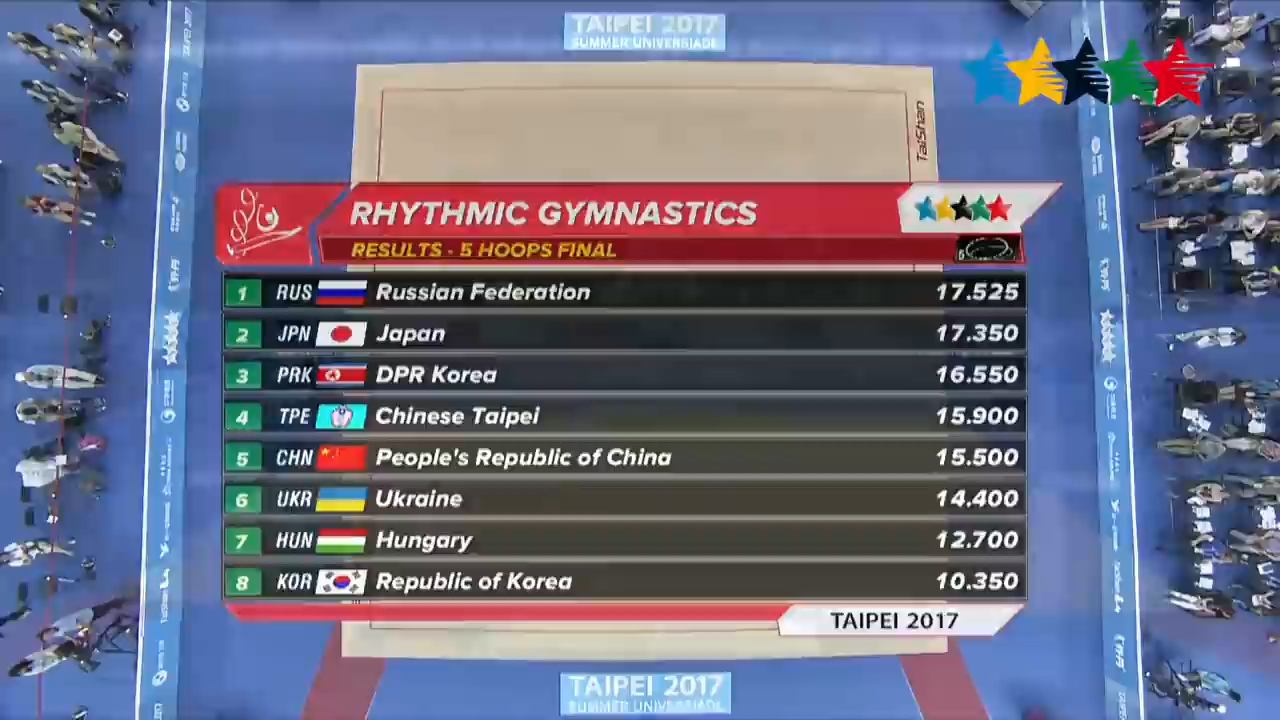 TAIPEI 2017
SUMMER UNIVERSIADE
TaiShan
RHYTHMIC GYMNASTICS
RESULTS - 5 HOOPS FINAL
1 RUS Russian Federation 17.525
2 JPN Japan 17.350
3 PRK DPR Korea 16.550
4 TPE Chinese Taipei 15.900
5 CHN People's Republic of China 15.500
6 UKR Ukraine 14.400
7 HUN Hungary 12.700
8 KOR Republic of Korea 10.350
TAIPEI 2017
TAIPEI 2017
SUMMER UNIVERSIADE